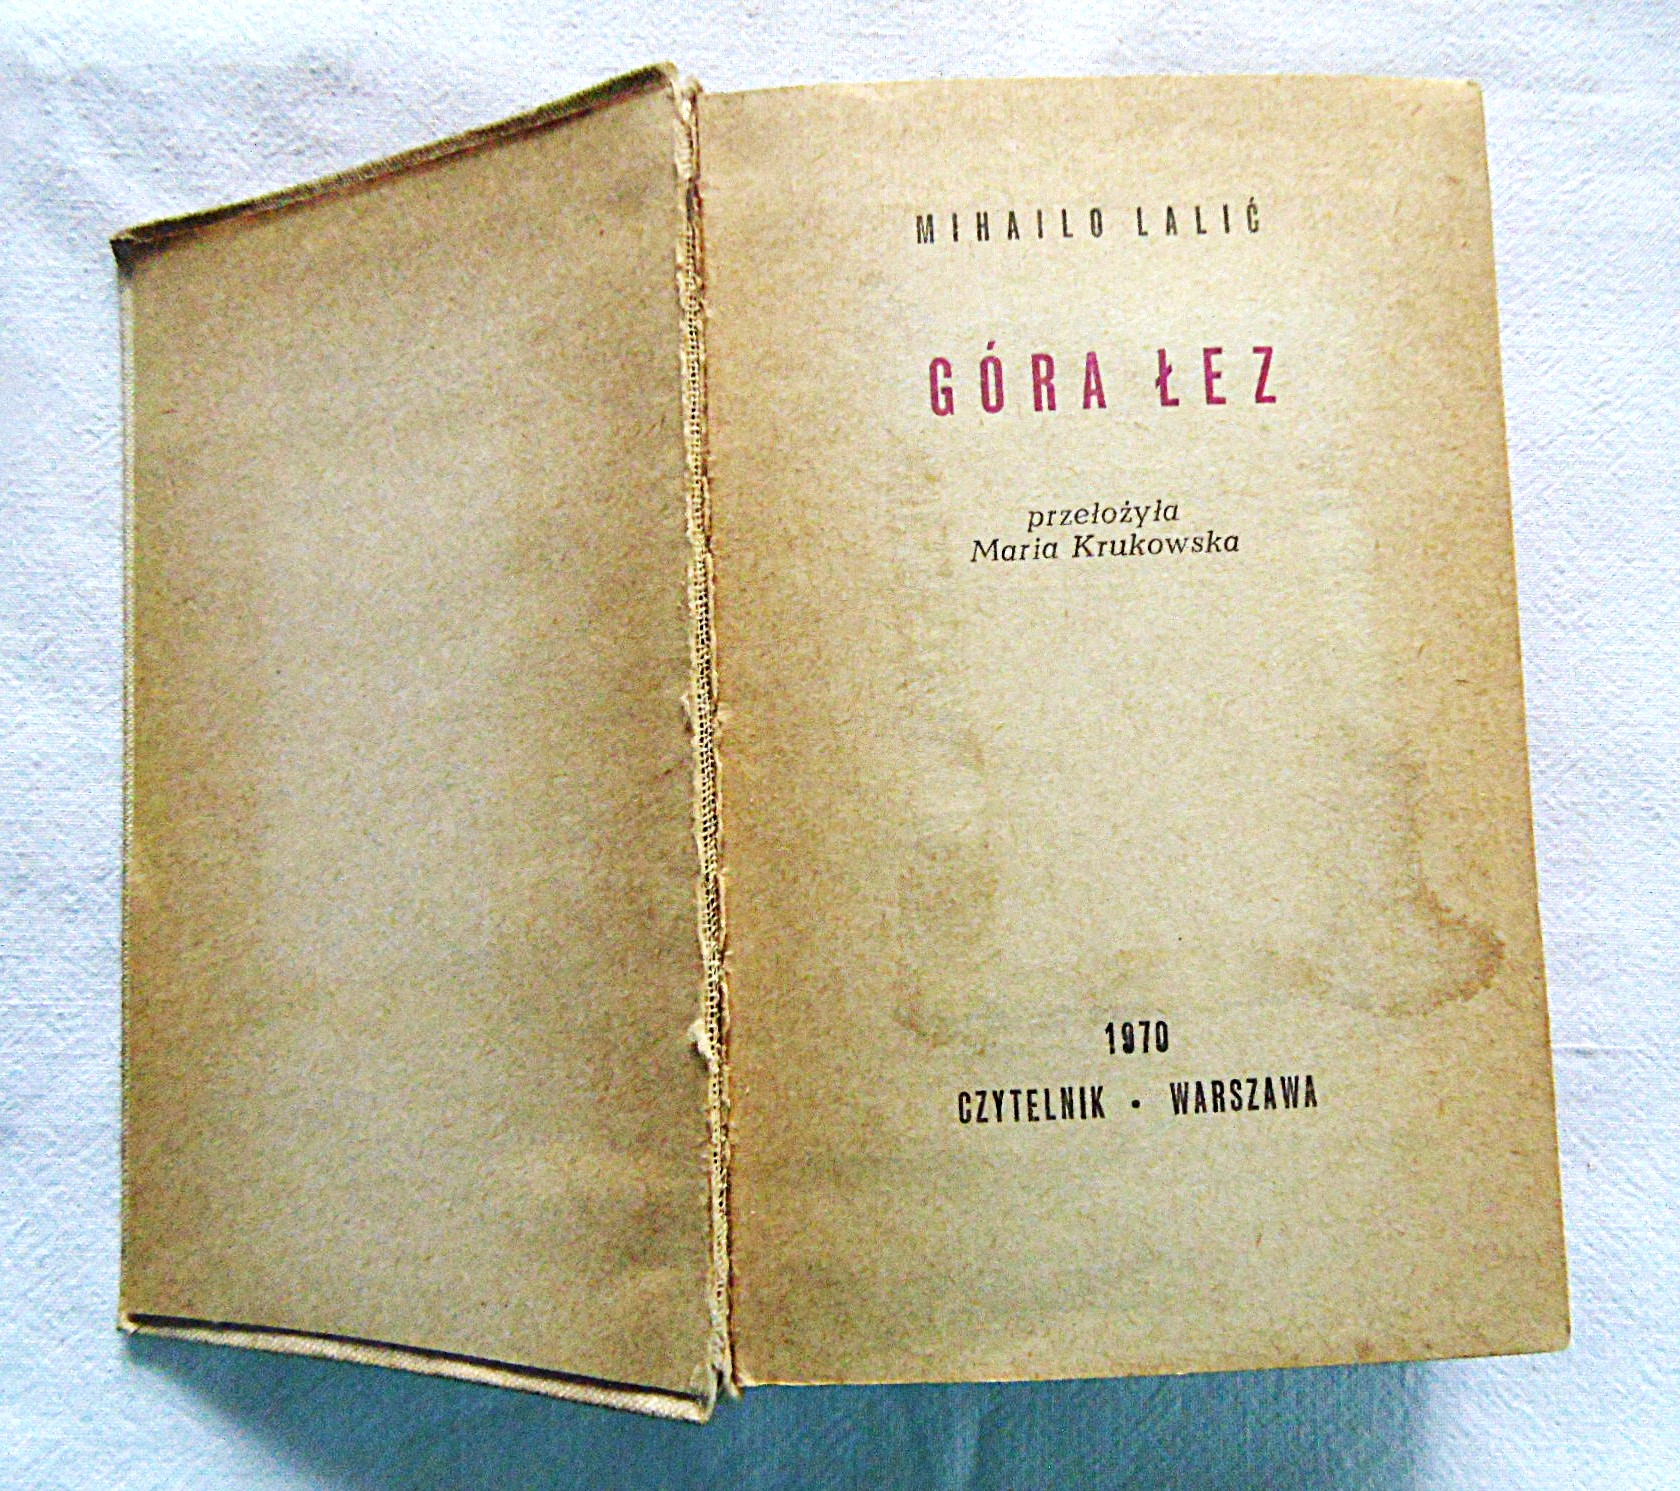 MIHAILO LALIĆ
GÓRA ŁEZ
przełożyła
Maria Krukowska
1970
CZYTELNIK • WARSZAWA